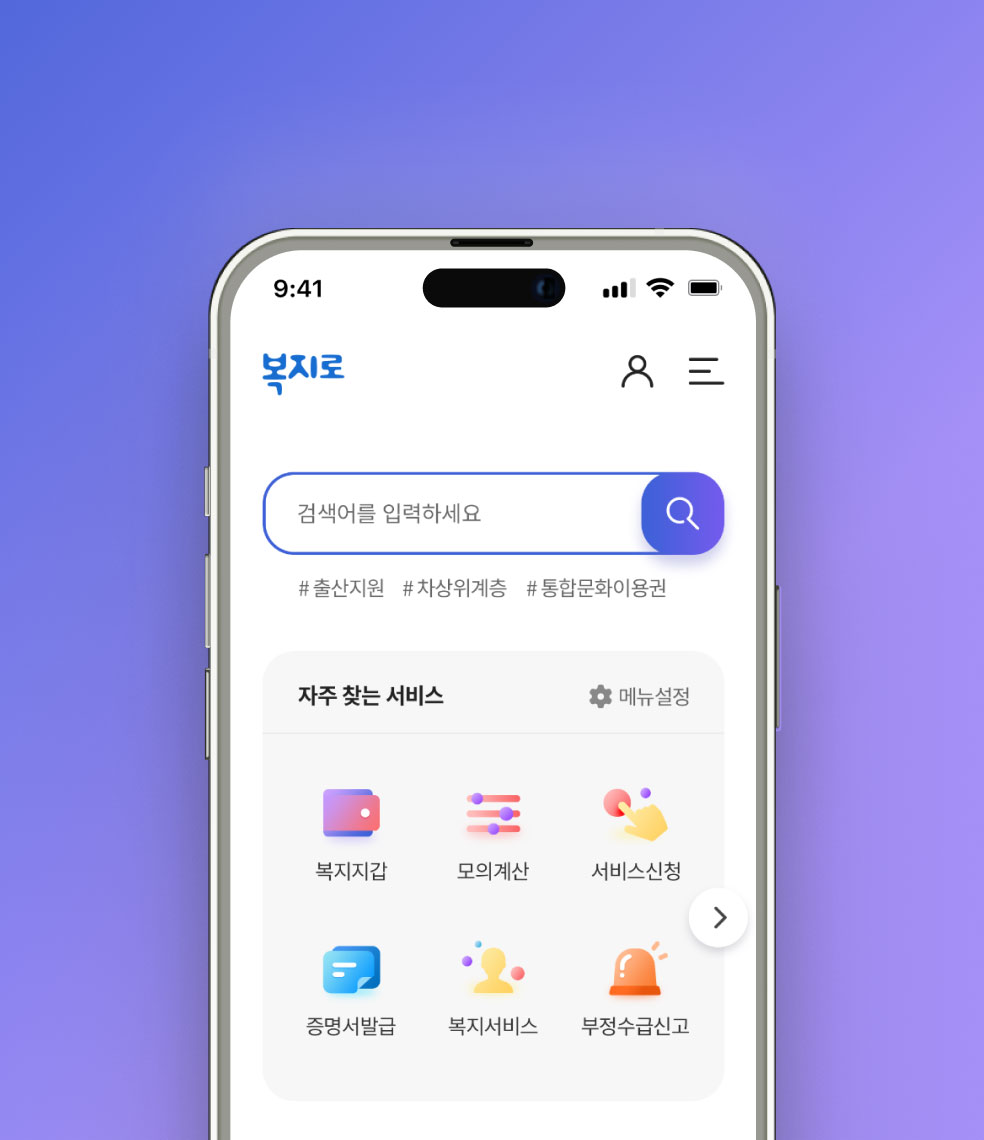 9:41
복지로
검색어를 입력하세요
# 출산지원 # 차상위계층 # 통합문화이용권
자주 찾는 서비스 메뉴설정
복지지갑 모의계산 서비스신청
증명서발급 복지서비스 부정수급신고